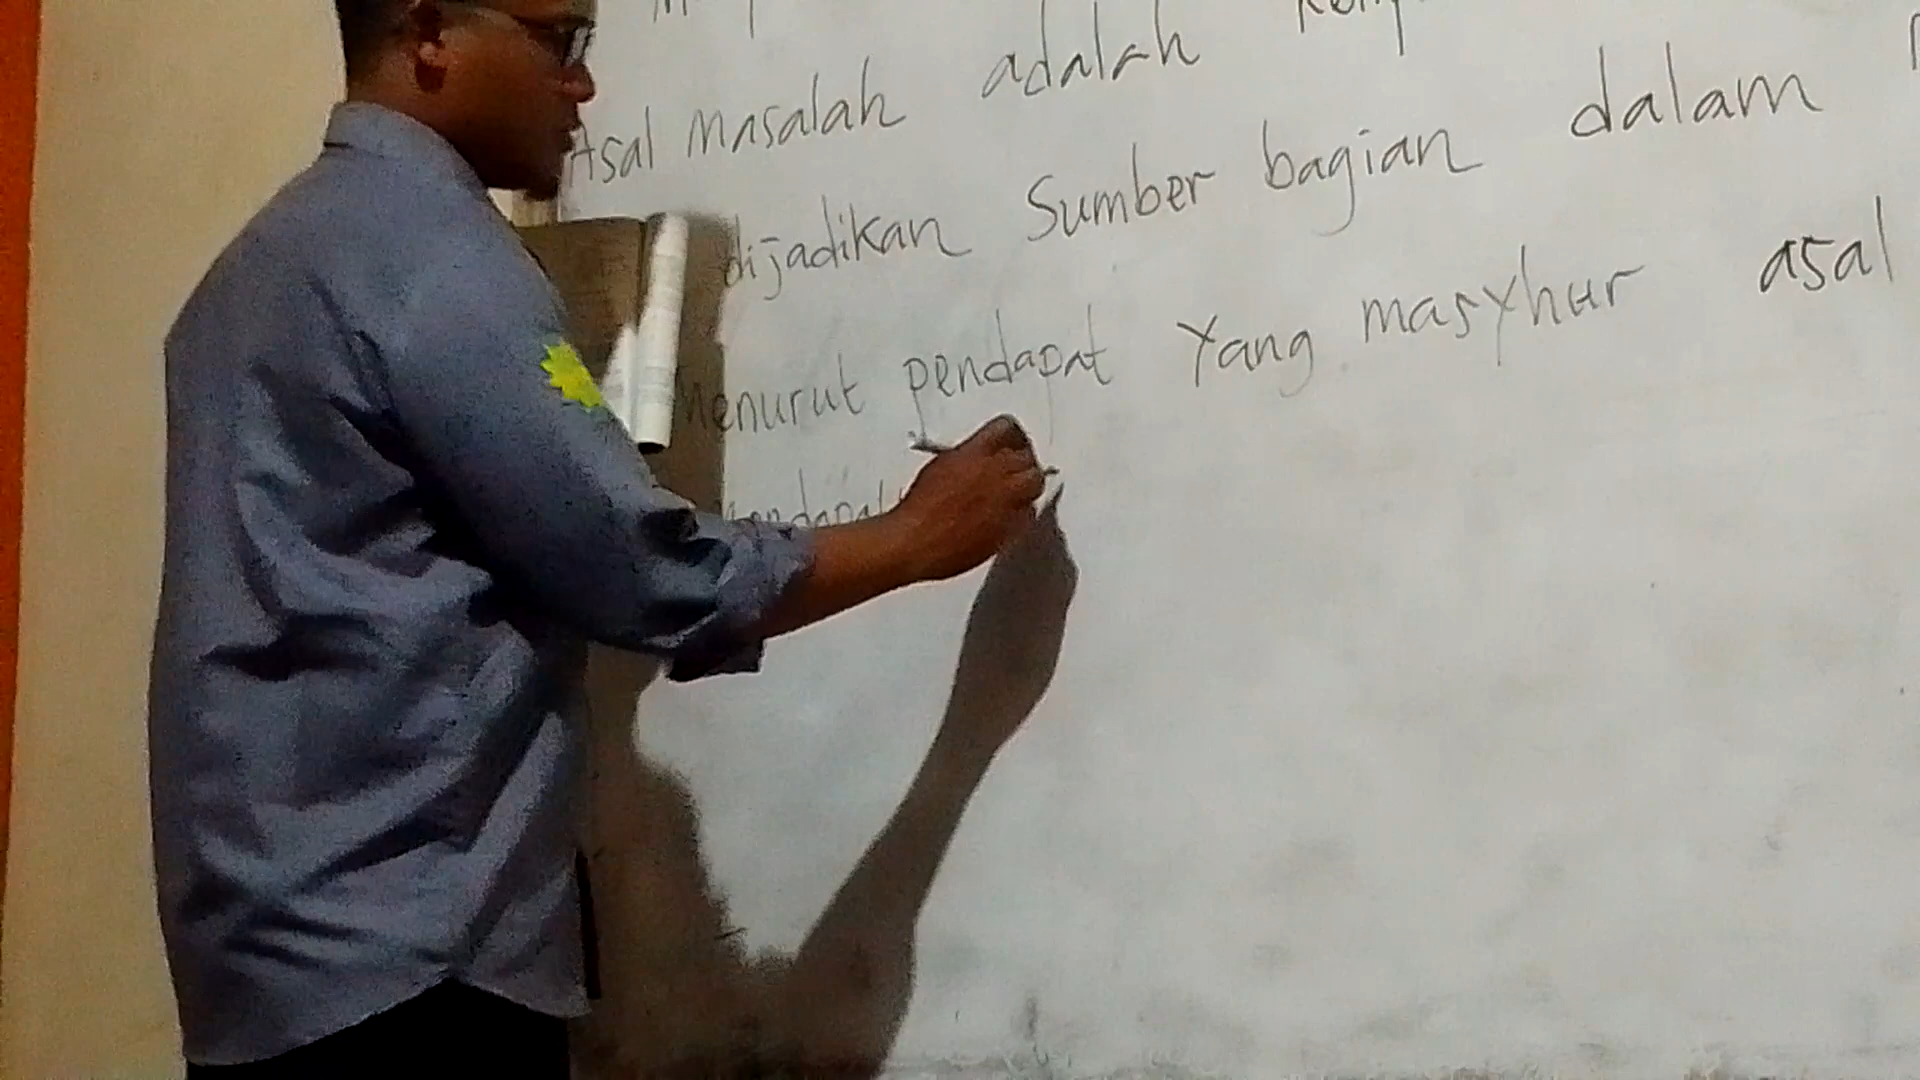 Asal masalah adalah
dijadikan Sumber bagian dalam
Menurut pendapat Yang masyhur asal